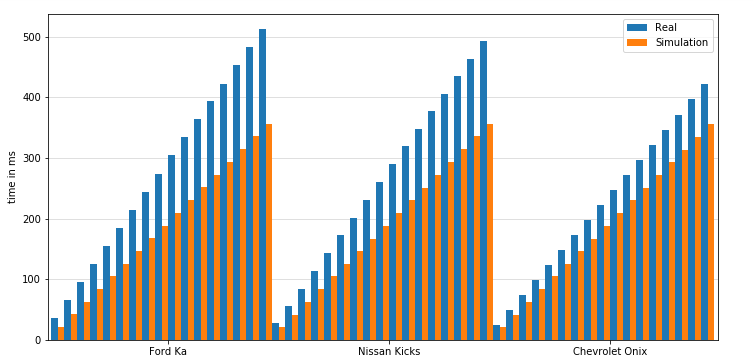 Real
Simulation
time in ms
500
400
300
200
100
0
Ford Ka
Nissan Kicks
Chevrolet Onix